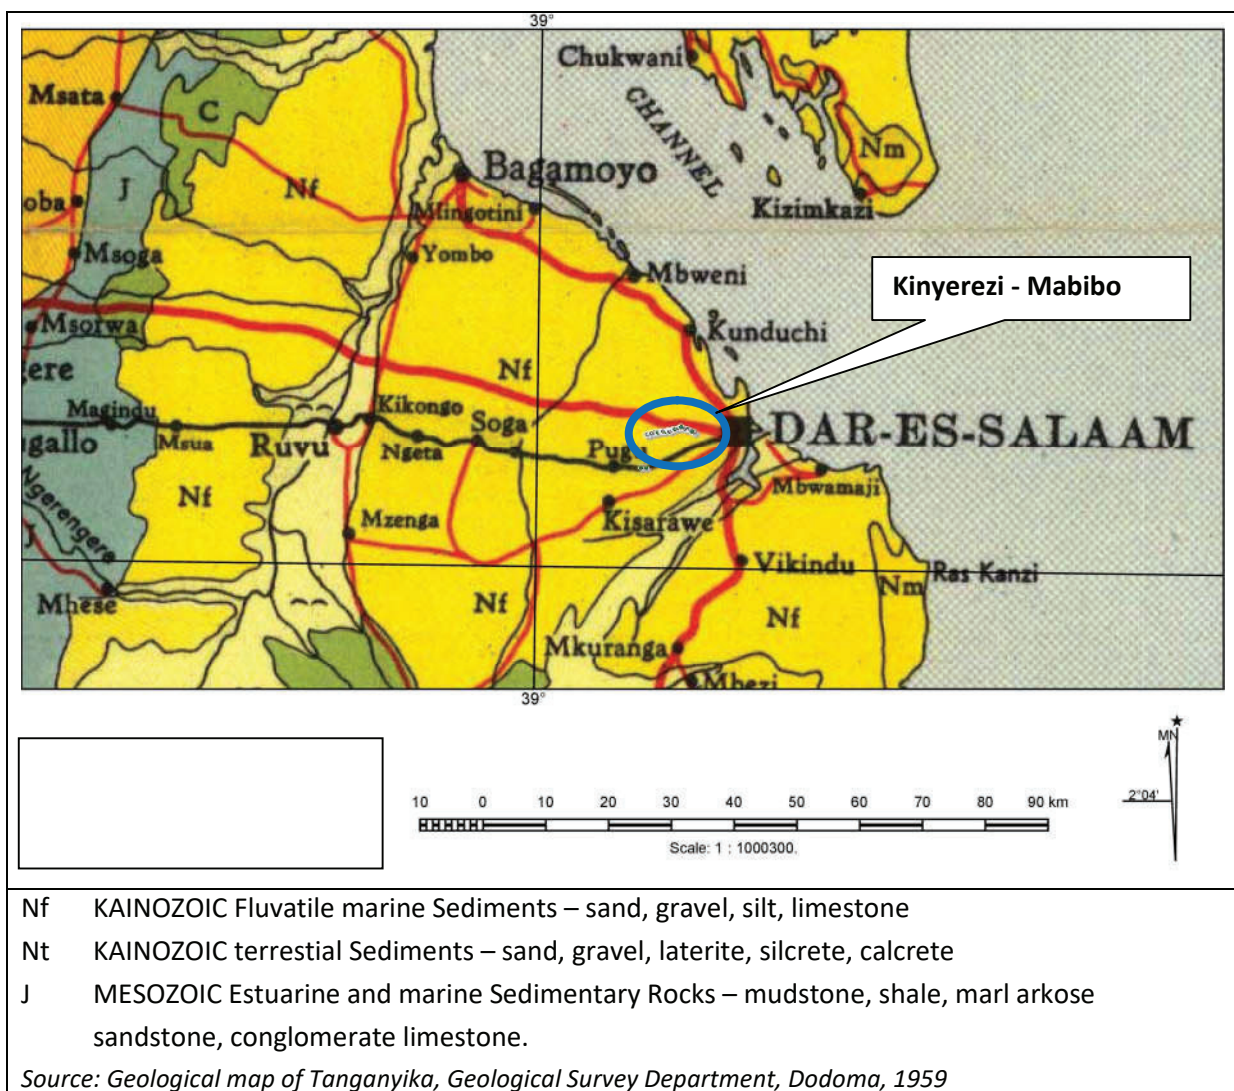 39°
Chukwani
Msata
CHANNEL
C
Nm
Bagamoyo
J
Nf
oba
Mlingotini
Kizimkazi
Msoga
Yombo
Mbweni
Kinyerezi - Mabibo
Msorwa
Kunduchi
gere
Nf
Magindu
Kikongo
Soga
DAR-ES-SALAAM
gallo
Msua
Ruvu
Ngeta
Pugu
Mbwamaji
Nf
Ngerengere
Mzenga
Kisarawe
J
Vikindu
Ras Kanzi
Mhese
Nf
Nm
Nf
Mkuranga
Mbezi
39°
MN
2°04'
10 0 10 20 30 40 50 60 70 80 90 km
Scale: 1 : 1000300.
Nf KAINOZOIC Fluvatile marine Sediments – sand, gravel, silt, limestone
Nt KAINOZOIC terrestial Sediments – sand, gravel, laterite, silcrete, calcrete
J MESOZOIC Estuarine and marine Sedimentary Rocks – mudstone, shale, marl arkose
sandstone, conglomerate limestone.
Source: Geological map of Tanganyika, Geological Survey Department, Dodoma, 1959